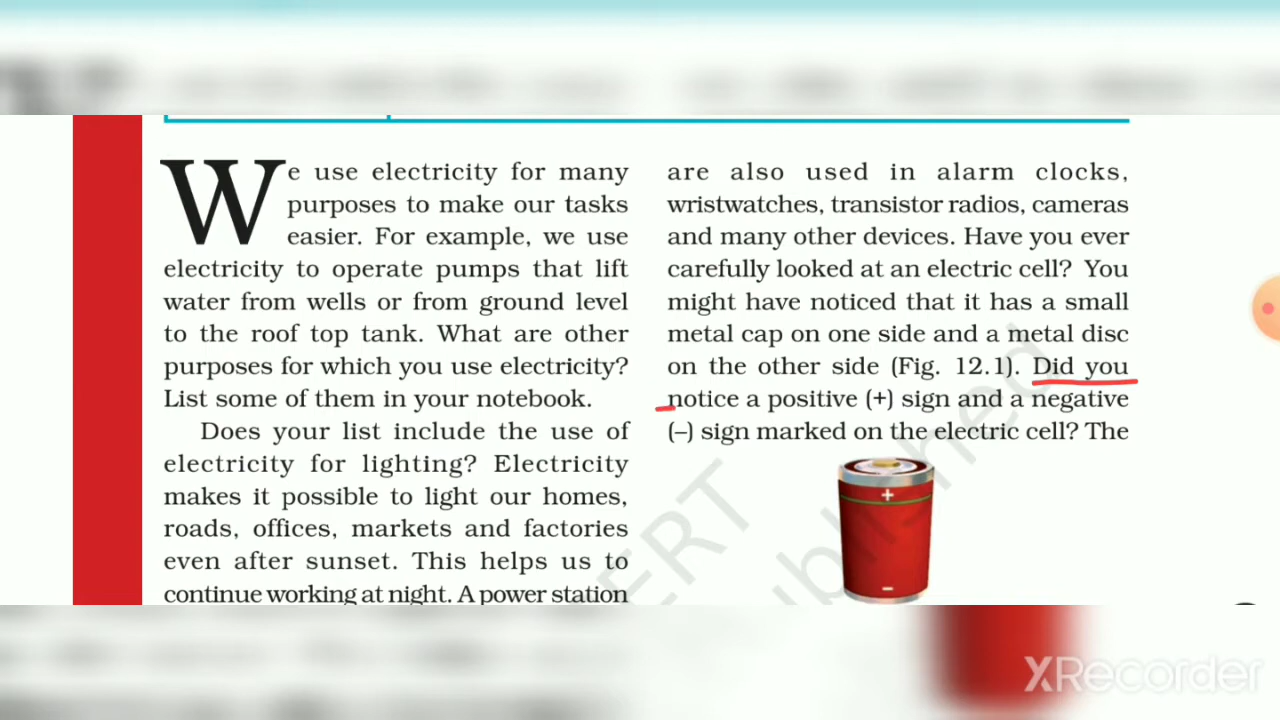 We use electricity for many
purposes to make our tasks
easier. For example, we use
electricity to operate pumps that lift
water from wells or from ground level
to the roof top tank. What are other
purposes for which you use electricity?
List some of them in your notebook.
Does your list include the use of
electricity for lighting? Electricity
makes it possible to light our homes,
roads, offices, markets and factories
even after sunset. This helps us to
continue working at night. A power station
are also used in alarm clocks,
wristwatches, transistor radios, cameras
and many other devices. Have you ever
carefully looked at an electric cell? You
might have noticed that it has a small
metal cap on one side and a metal disc
on the other side (Fig. 12.1). Did you
notice a positive (+) sign and a negative
(–) sign marked on the electric cell? The
+
–
XRecorder